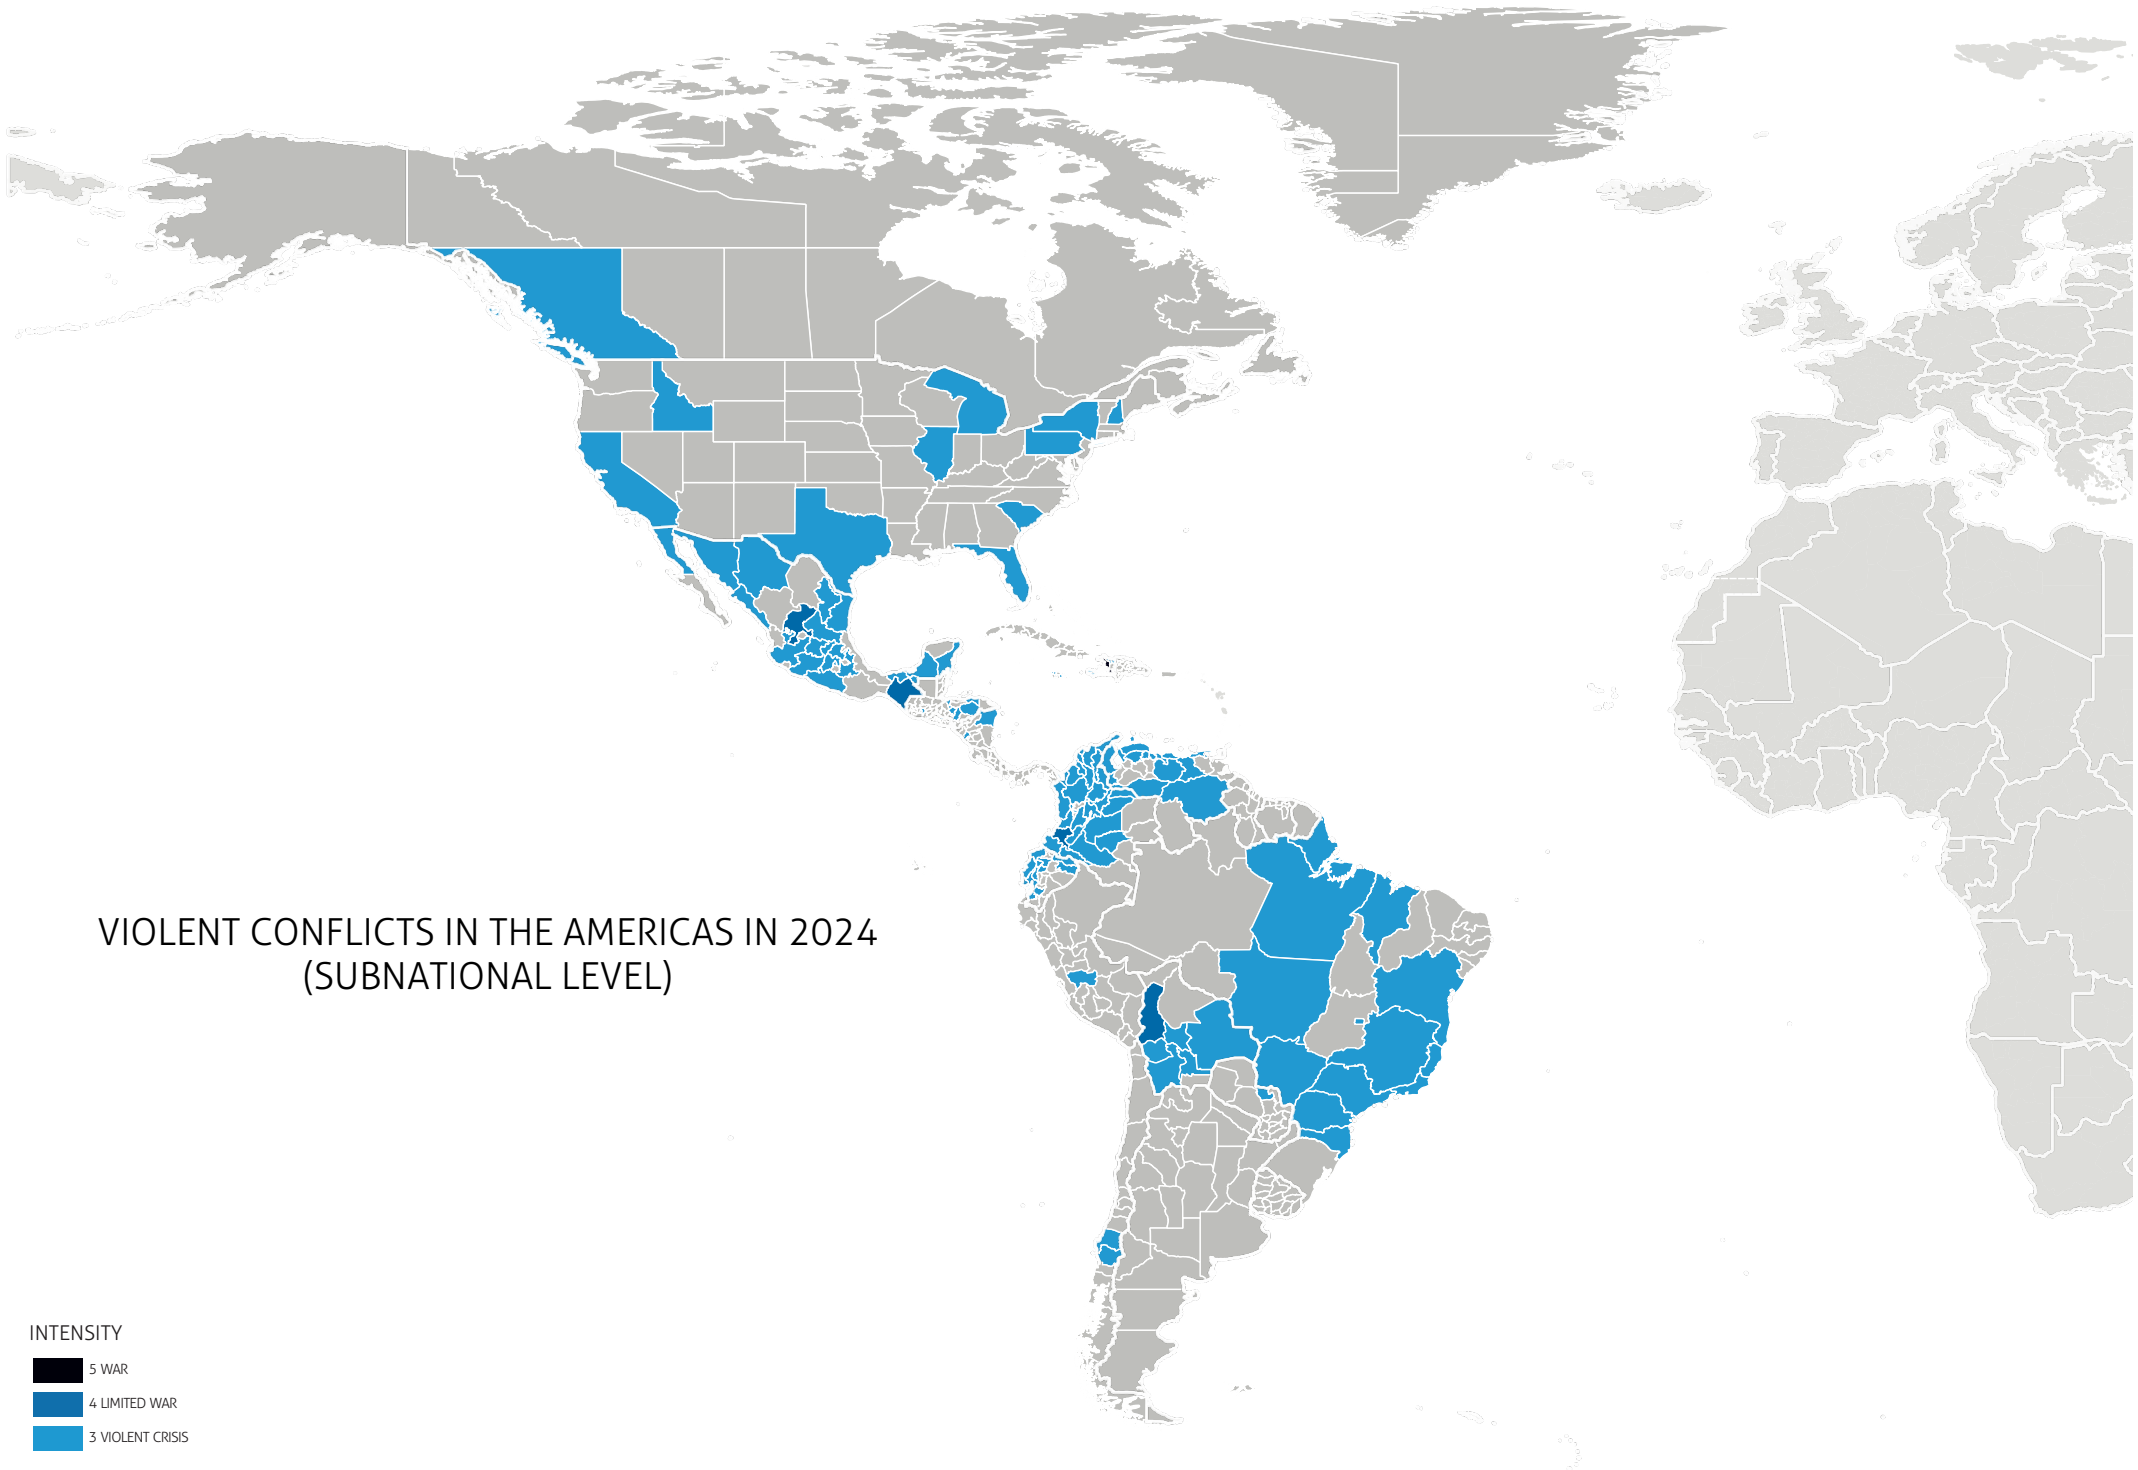 VIOLENT CONFLICTS IN THE AMERICAS IN 2024
(SUBNATIONAL LEVEL)
INTENSITY
5 WAR
4 LIMITED WAR
3 VIOLENT CRISIS